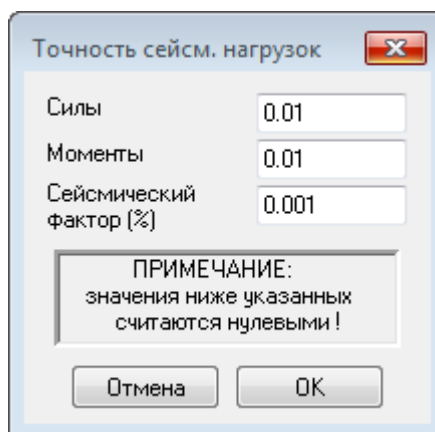 Точность сейсм. нагрузок
Силы 0.01
Моменты 0.01
Сейсмический
фактор (%) 0.001
ПРИМЕЧАНИЕ:
значения ниже указанных
считаются нулевыми !
Отмена OK